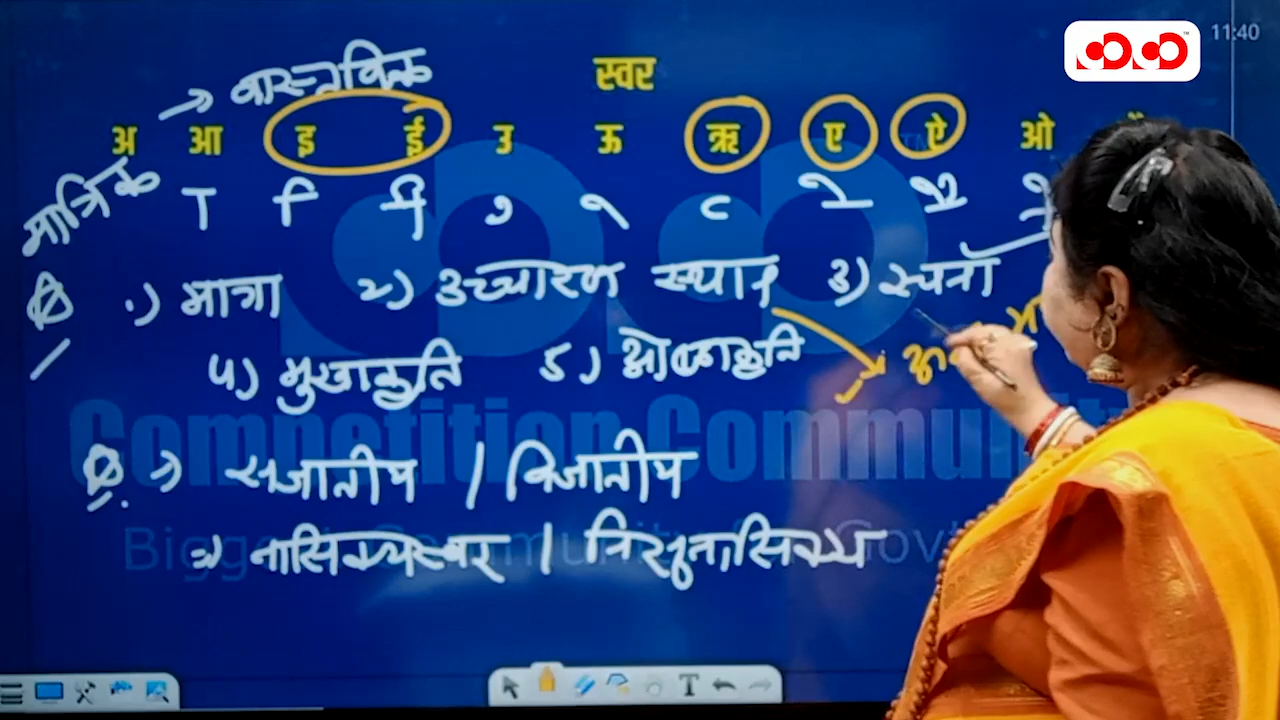 11:40
स्वर
→ वास्तविक
अ आ इ ई उ ऊ ऋ ए ऐ ओ
मात्रिक ा ि ी ु ू ृ े ै
1) मात्रा 2) उच्चारण स्थान 3) रचना
4) मुखाकृति 5) ओष्ठाकृति
Competition Community
1) सजातीय / विजातीय
2) नासिक्यस्वर / निरनुनासिक्य